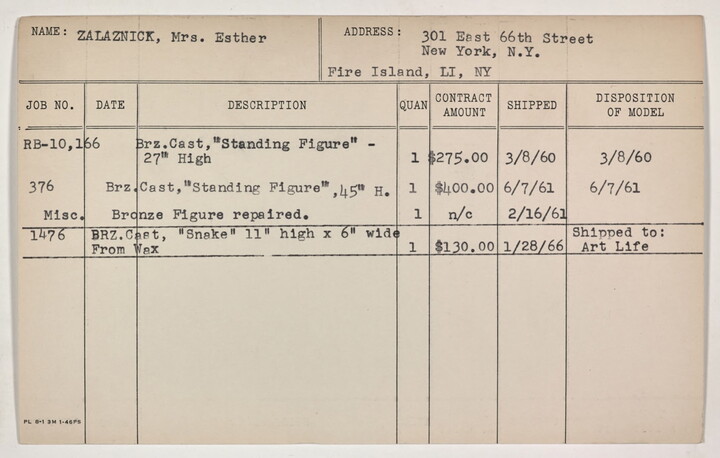 NAME: ZALAZNICK, Mrs. Esther ADDRESS: 301 East 66th Street
New York, N.Y.
Fire Island, LI, NY
JOB NO. DATE DESCRIPTION QUAN CONTRACT AMOUNT SHIPPED DISPOSITION OF MODEL
RB-10,166 Brz.Cast,"Standing Figure" -
27" High 1 $275.00 3/8/60 3/8/60
376 Brz.Cast,"Standing Figure",45" H. 1 $400.00 6/7/61 6/7/61
Misc. Bronze Figure repaired. 1 n/c 2/16/61
1476 BRZ.Cast, "Snake" 11" high x 6" wide Shipped to:
From Wax 1 $130.00 1/28/66 Art Life
PL 8-1 3M 1-46PB